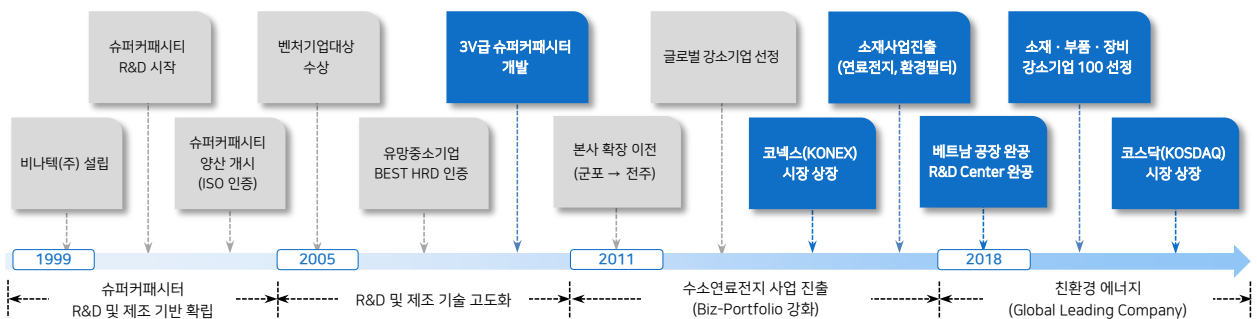 슈퍼커패시티
R&D 시작
벤처기업대상
수상
3V급 슈퍼커패시터
개발
글로벌 강소기업 선정
소재사업진출
(연료전지, 환경필터)
소재 · 부품 · 장비
강소기업 100 선정
비나텍(주) 설립
슈퍼커패시티
양산 개시
(ISO 인증)
유망중소기업
BEST HRD 인증
본사 확장 이전
(군포 → 전주)
코넥스(KONEX)
시장 상장
베트남 공장 완공
R&D Center 완공
코스닥(KOSDAQ)
시장 상장
1999
2005
2011
2018
슈퍼커패시터
R&D 및 제조 기반 확립
R&D 및 제조 기술 고도화
수소연료전지 사업 진출
(Biz-Portfolio 강화)
친환경 에너지
(Global Leading Company)